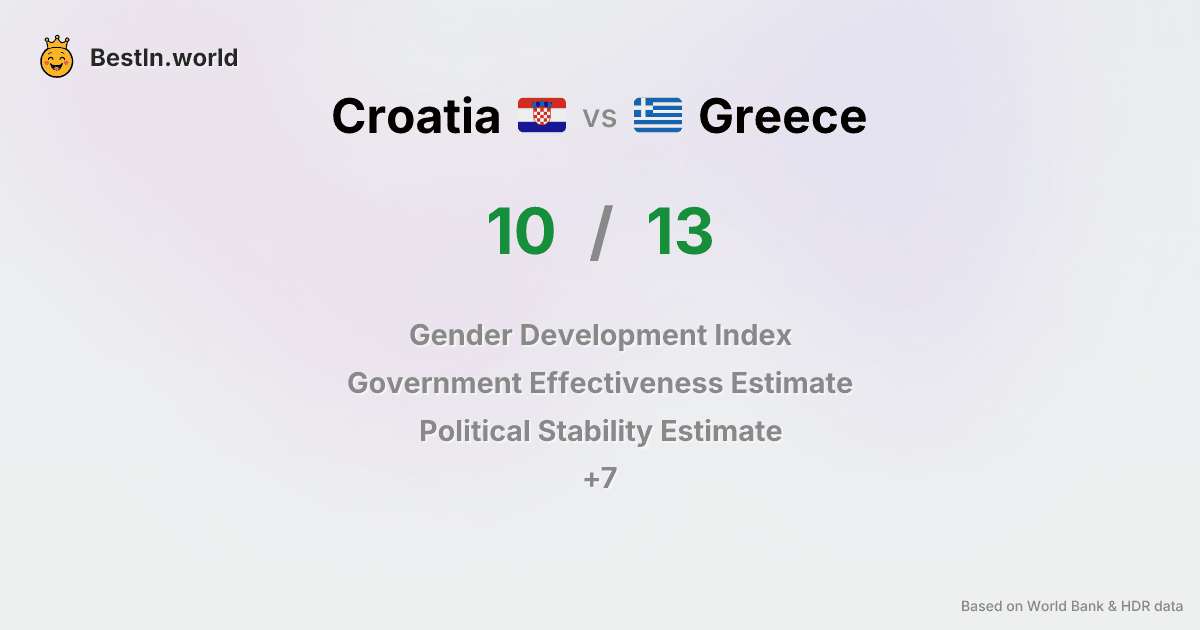 BestIn.world
Croatia vs Greece
10 / 13
Gender Development Index
Government Effectiveness Estimate
Political Stability Estimate
+7
Based on World Bank & HDR data